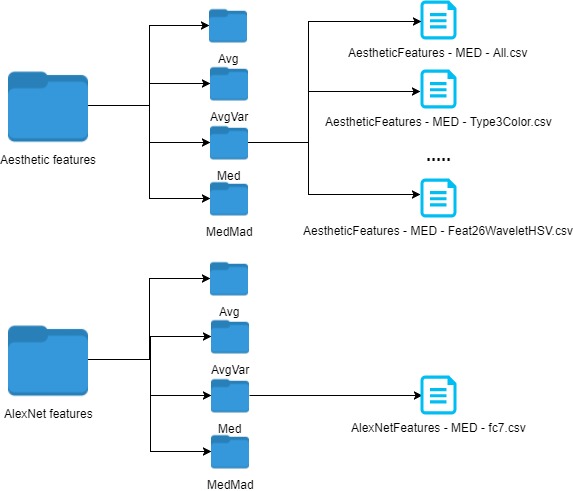 Avg
AestheticFeatures - MED - All.csv
AvgVar
AestheticFeatures - MED - Type3Color.csv
Aesthetic features
.....
Med
MedMad
AestheticFeatures - MED - Feat26WaveletHSV.csv
Avg
AvgVar
AlexNet features
Med
AlexNetFeatures - MED - fc7.csv
MedMad